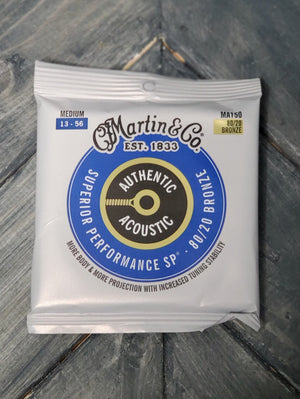 MEDIUM
13 - 56
MA150
80/20
BRONZE
Martin & Co.
EST. 1833
AUTHENTIC
ACOUSTIC
SUPERIOR PERFORMANCE SP® · 80/20 BRONZE
MORE BODY & MORE PROJECTION WITH INCREASED TUNING STABILITY